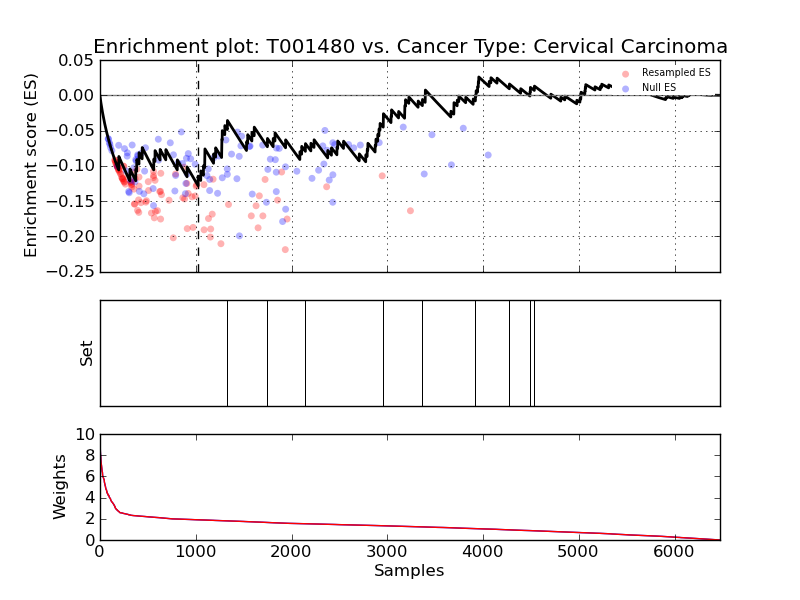 Enrichment plot: T001480 vs. Cancer Type: Cervical Carcinoma
Enrichment score (ES)
0.05
0.00
−0.05
−0.10
−0.15
−0.20
−0.25
Resampled ES
Null ES
Set
Weights
10
8
6
4
2
0
0 1000 2000 3000 4000 5000 6000
Samples